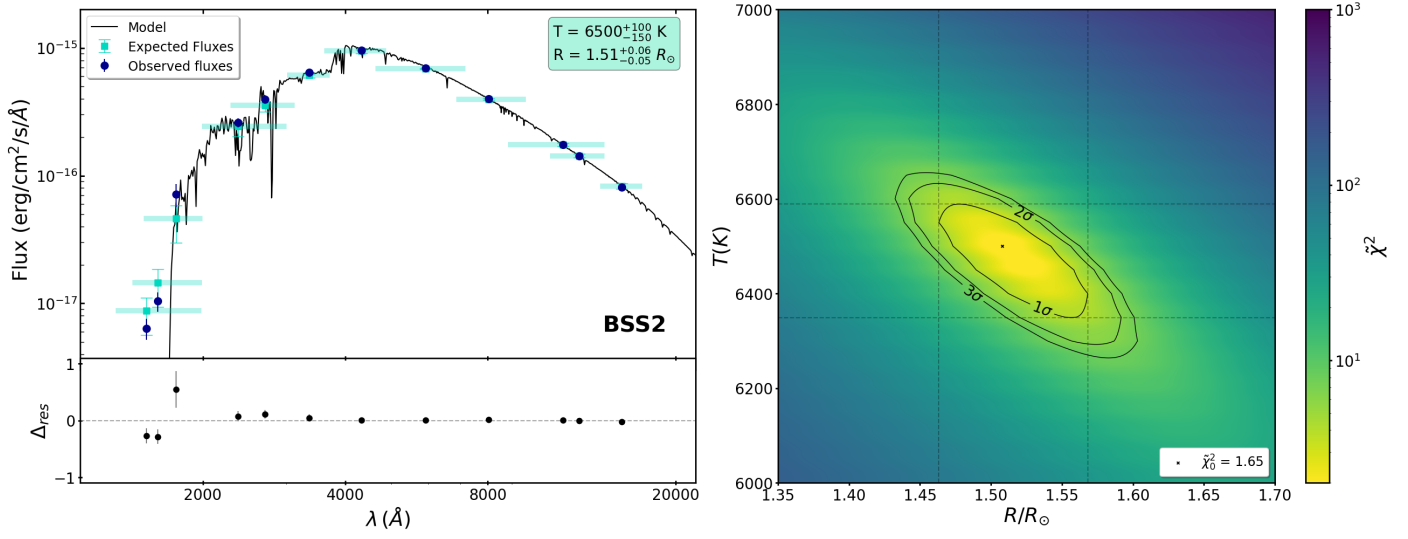 Model
Expected Fluxes
Observed fluxes
T = 6500⁺¹⁰⁰₋₁₅₀ K
R = 1.51⁺⁰·⁰⁶₋₀.₀₅ R⊙
BSS2
Flux (erg/cm²/s/Å)
10⁻¹⁵
10⁻¹⁶
10⁻¹⁷
Δres
1
0
−1
2000
4000
8000
20000
λ (Å)
T(K)
7000
6800
6600
6400
6200
6000
2σ
3σ
1σ
χ̃²₀ = 1.65
1.35
1.40
1.45
1.50
1.55
1.60
1.65
1.70
R/R⊙
10³
10²
10¹
χ̃²